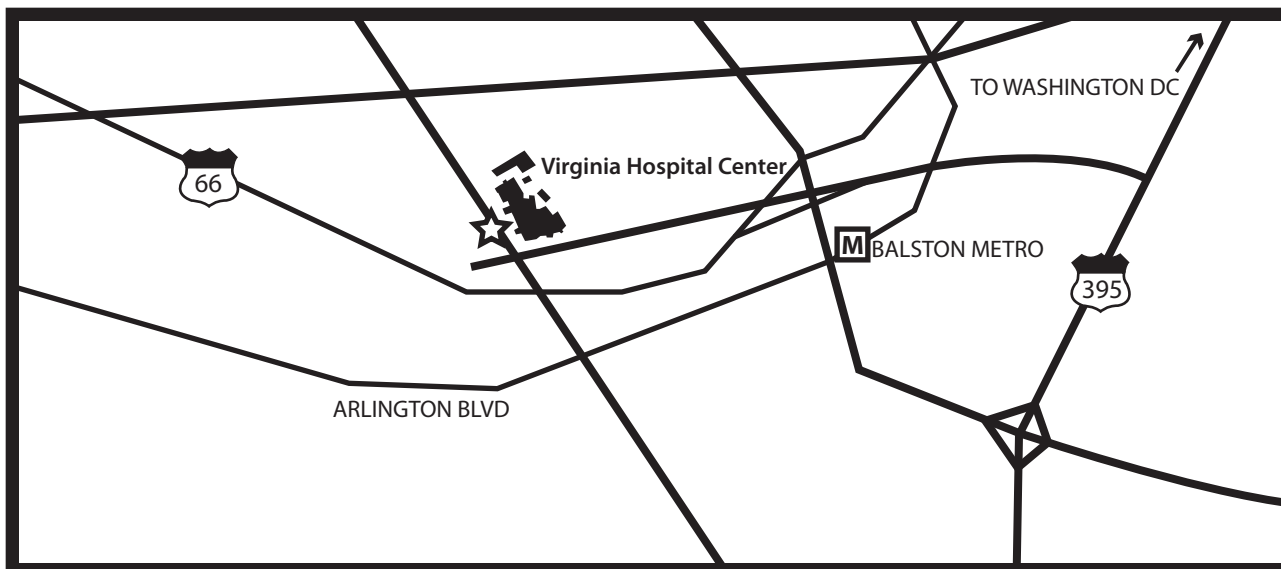 TO WASHINGTON DC
Virginia Hospital Center
66
M BALSTON METRO
395
ARLINGTON BLVD